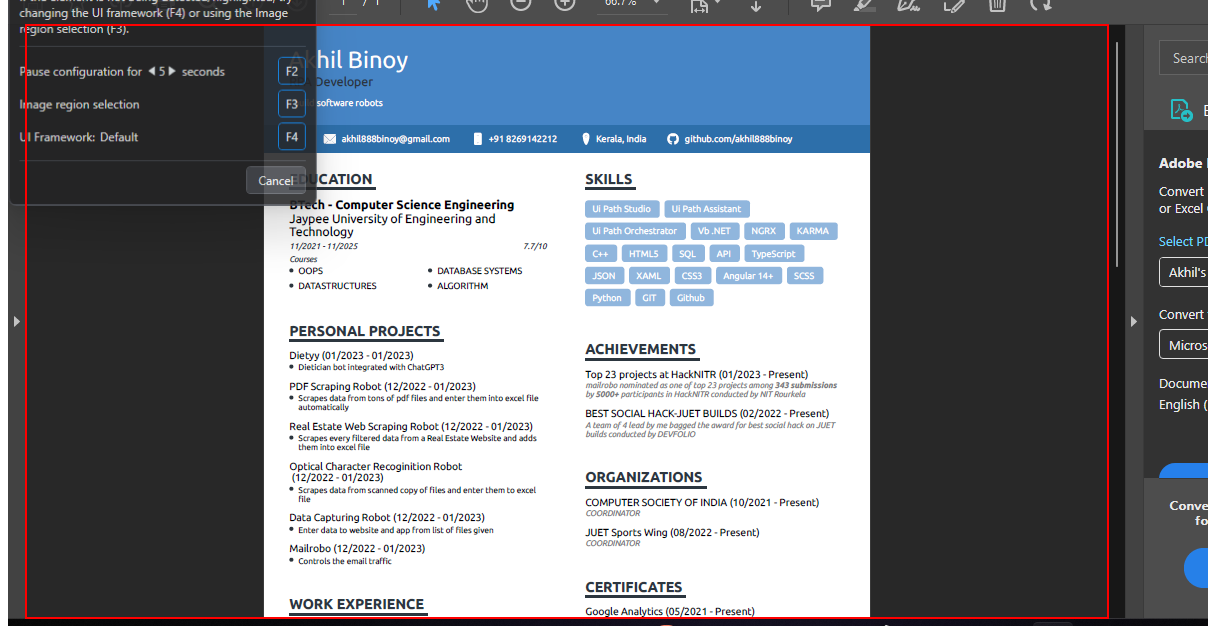 changing the UI framework (F4) or using the Image
region selection (F3).
Pause configuration for 5 seconds
F2
Image region selection
F3
UI Framework: Default
F4
Cancel
1 / 1
66.7%
Akhil Binoy
Developer
software robots
akhil888binoy@gmail.com
+91 8269142212
Kerala, India
github.com/akhil888binoy
EDUCATION
BTech - Computer Science Engineering
Jaypee University of Engineering and
Technology
11/2021 - 11/2025
7.7/10
Courses
OOPS
DATABASE SYSTEMS
DATASTRUCTURES
ALGORITHM
PERSONAL PROJECTS
Dietyy (01/2023 - 01/2023)
Dietician bot integrated with ChatGPT3
PDF Scraping Robot (12/2022 - 01/2023)
Scrapes data from tons of pdf files and enter them into excel file
automatically
Real Estate Web Scraping Robot (12/2022 - 01/2023)
Scrapes every filtered data from a Real Estate Website and adds
them into excel file
Optical Character Recoginition Robot
(12/2022 - 01/2023)
Scrapes data from scanned copy of files and enter them to excel
file
Data Capturing Robot (12/2022 - 01/2023)
Enter data to website and app from list of files given
Mailrobo (12/2022 - 01/2023)
Controls the email traffic
WORK EXPERIENCE
SKILLS
Ui Path Studio
Ui Path Assistant
Ui Path Orchestrator
Vb .NET
NGRX
KARMA
C++
HTML5
SQL
API
TypeScript
JSON
XAML
CSS3
Angular 14+
SCSS
Python
GIT
Github
ACHIEVEMENTS
Top 23 projects at HackNITR (01/2023 - Present)
mailrobo nominated as one of top 23 projects among 343 submissions
by 5000+ participants in HackNITR conducted by NIT Rourkela
BEST SOCIAL HACK-JUET BUILDS (02/2022 - Present)
A team of 4 lead by me bagged the award for best social hack on JUET
builds conducted by DEVFOLIO
ORGANIZATIONS
COMPUTER SOCIETY OF INDIA (10/2021 - Present)
COORDINATOR
JUET Sports Wing (08/2022 - Present)
COORDINATOR
CERTIFICATES
Google Analytics (05/2021 - Present)
Search
Adobe
Convert
or Excel
Select PD
Akhil's
Convert
Micros
Docume
English (
Conve
fo